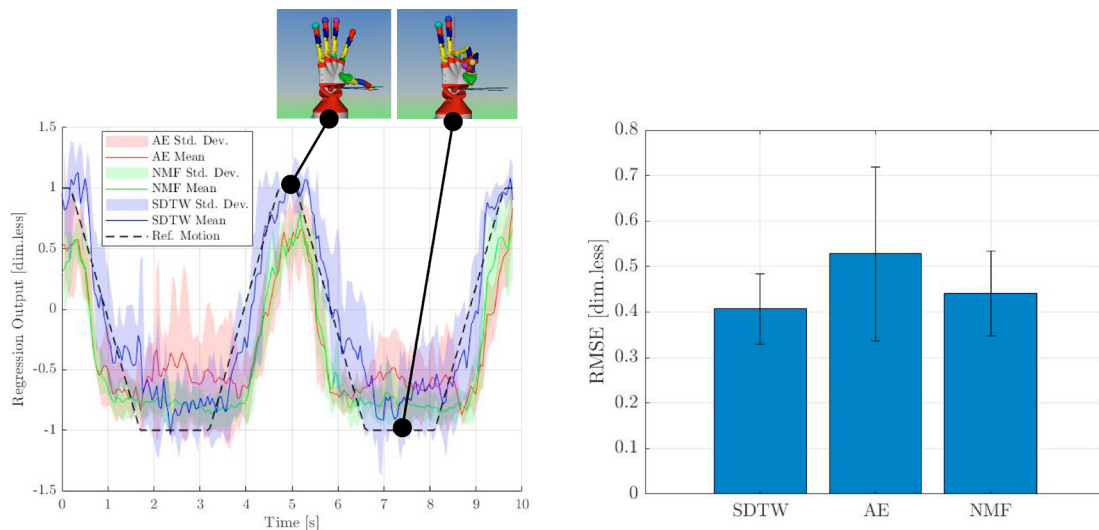 1.5
1
0.5
0
-0.5
-1
-1.5
Regression Output [dim.less]
AE Std. Dev.
AE Mean
NMF Std. Dev.
NMF Mean
SDTW Std. Dev.
SDTW Mean
Ref. Motion
0 1 2 3 4 5 6 7 8 9 10
Time [s]
0.8
0.7
0.6
0.5
0.4
0.3
0.2
0.1
0
RMSE [dim.less]
SDTW AE NMF